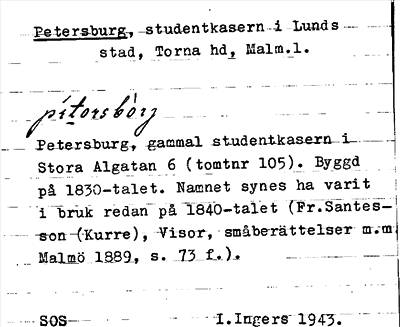 Petersburg, studentkasern i Lunds
stad, Torna hd, Malm.l.
pítorsbòrj
Petersburg, gammal studentkasern i
Stora Algatan 6 (tomtnr 105). Byggd
på 1830-talet. Namnet synes ha varit
i bruk redan på 1840-talet (Fr.Santes-
son (Kurre), Visor, småberättelser m.m.
Malmö 1889, s. 73 f.).
SOS I.Ingers 1943.